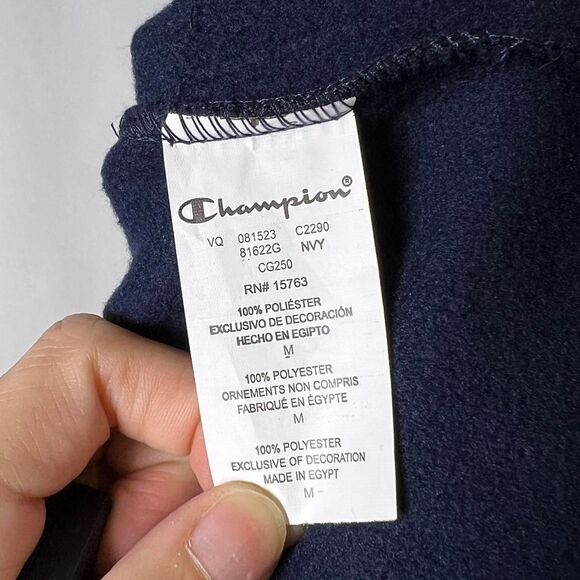 Champion®
VQ 081523 C2290
81622G NVY
CG250
RN# 15763
100% POLIÉSTER
EXCLUSIVO DE DECORACIÓN
HECHO EN EGIPTO
M
100% POLYESTER
ORNEMENTS NON COMPRIS
FABRIQUÉ EN ÉGYPTE
M
100% POLYESTER
EXCLUSIVE OF DECORATION
MADE IN EGYPT
M